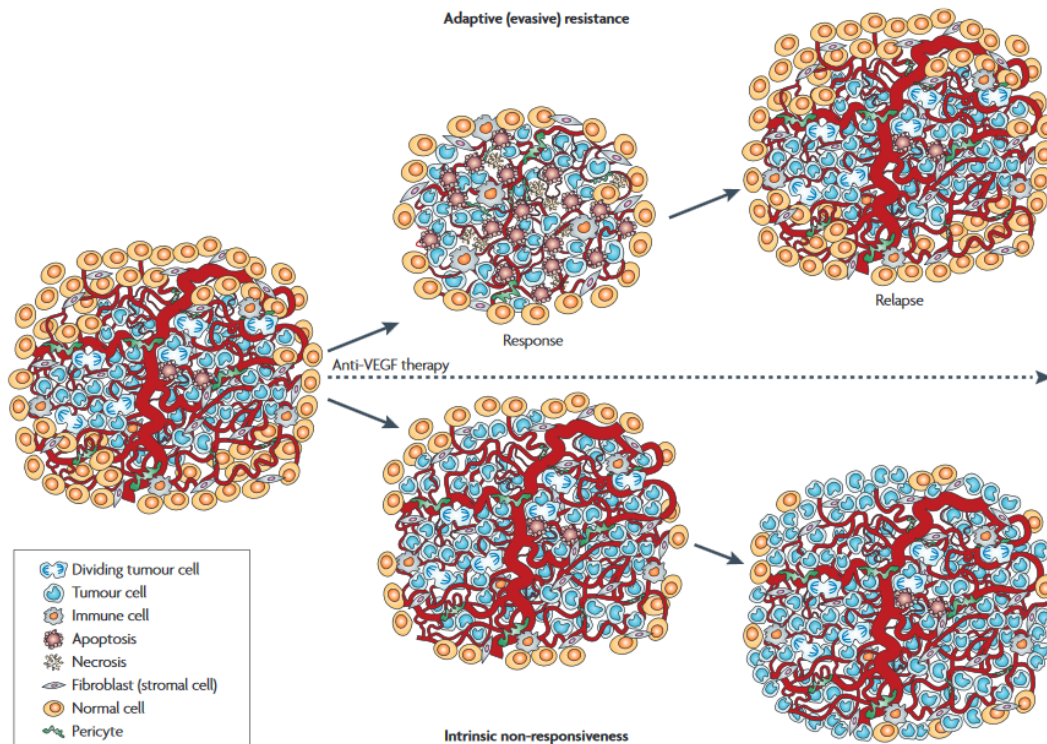 Adaptive (evasive) resistance
Relapse
Response
Anti-VEGF therapy
Dividing tumour cell
Tumour cell
Immune cell
Apoptosis
Necrosis
Fibroblast (stromal cell)
Normal cell
Pericyte
Intrinsic non-responsiveness